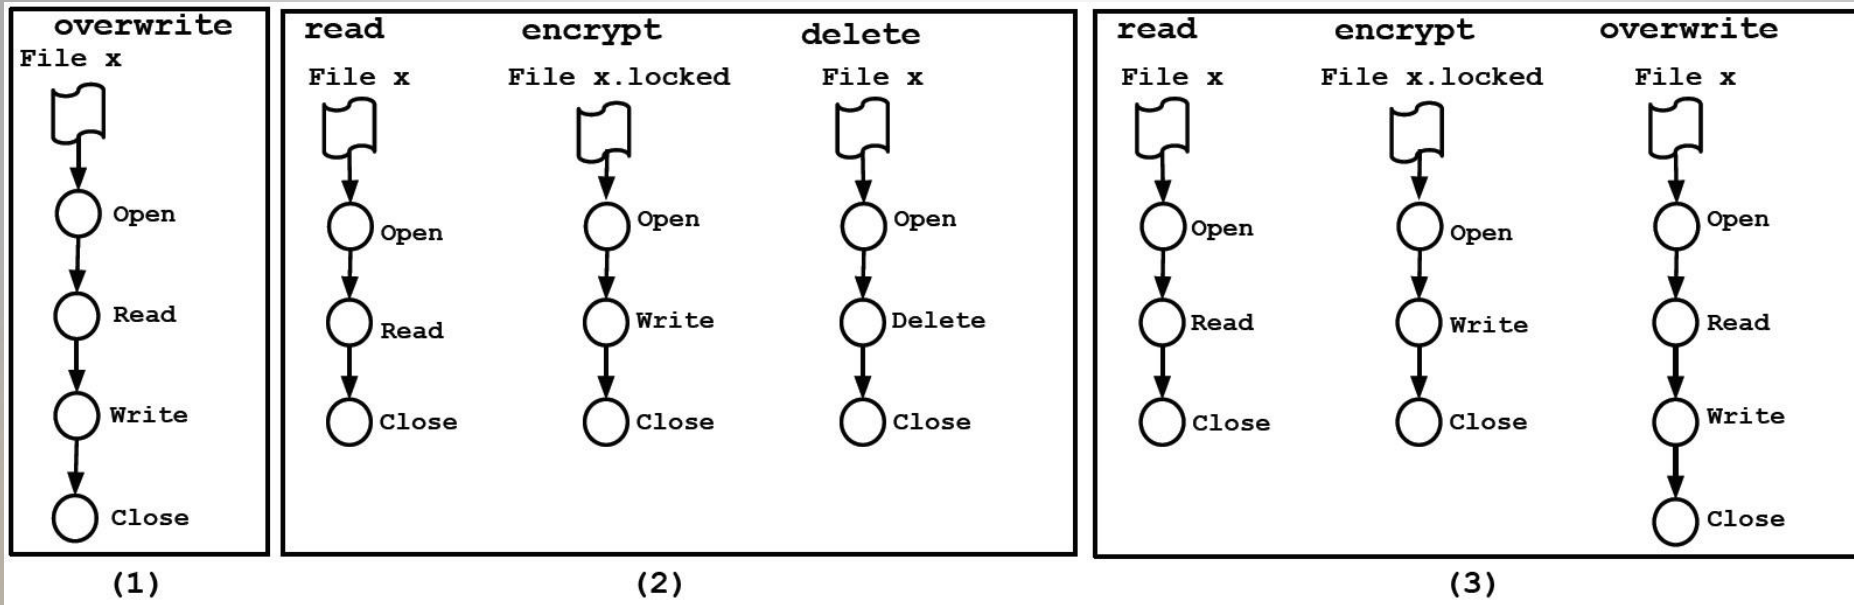 overwrite
File x
Open
Read
Write
Close
(1)
read encrypt delete
File x File x.locked File x
Open Open Open
Read Write Delete
Close Close Close
(2)
read encrypt overwrite
File x File x.locked File x
Open Open Open
Read Write Read
Close Close Write
Close
(3)